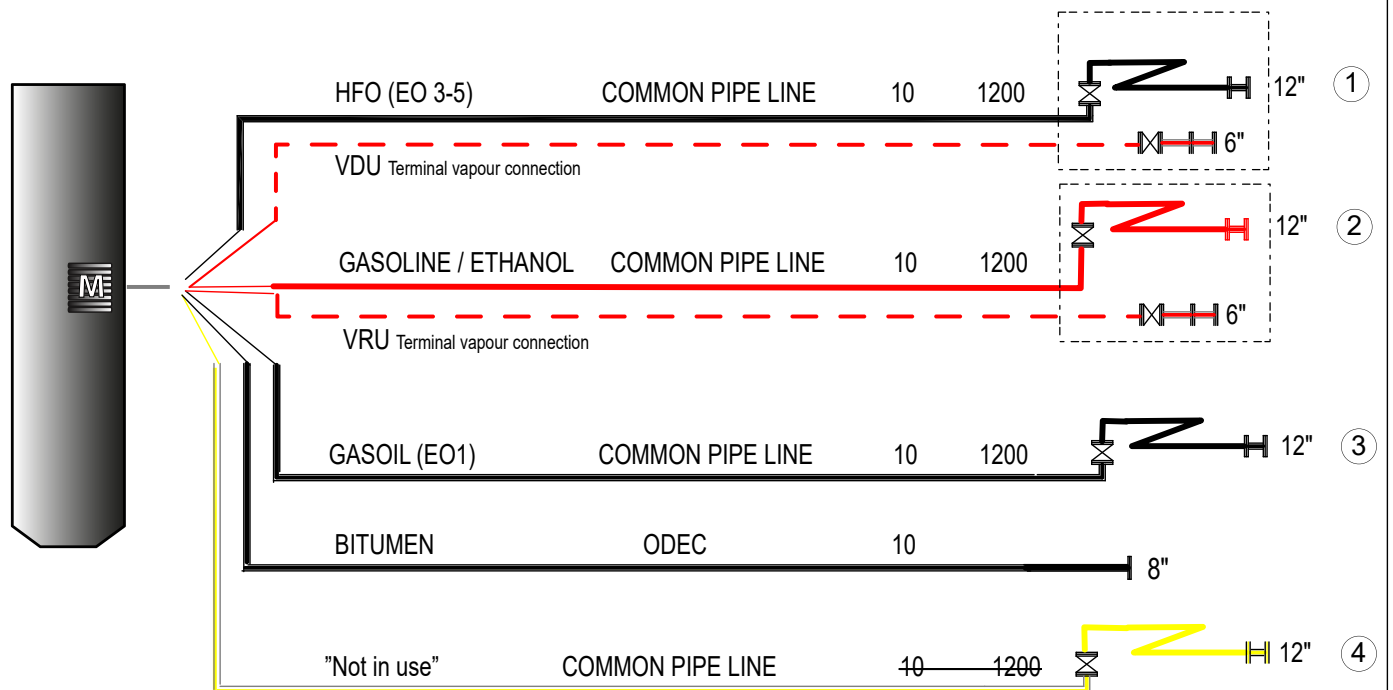 HFO (EO 3-5) COMMON PIPE LINE 10 1200 12" 1
VDU Terminal vapour connection 6"
M
GASOLINE / ETHANOL COMMON PIPE LINE 10 1200 12" 2
VRU Terminal vapour connection 6"
GASOIL (EO1) COMMON PIPE LINE 10 1200 12" 3
BITUMEN ODEC 10 8"
”Not in use” COMMON PIPE LINE 10 1200 12" 4